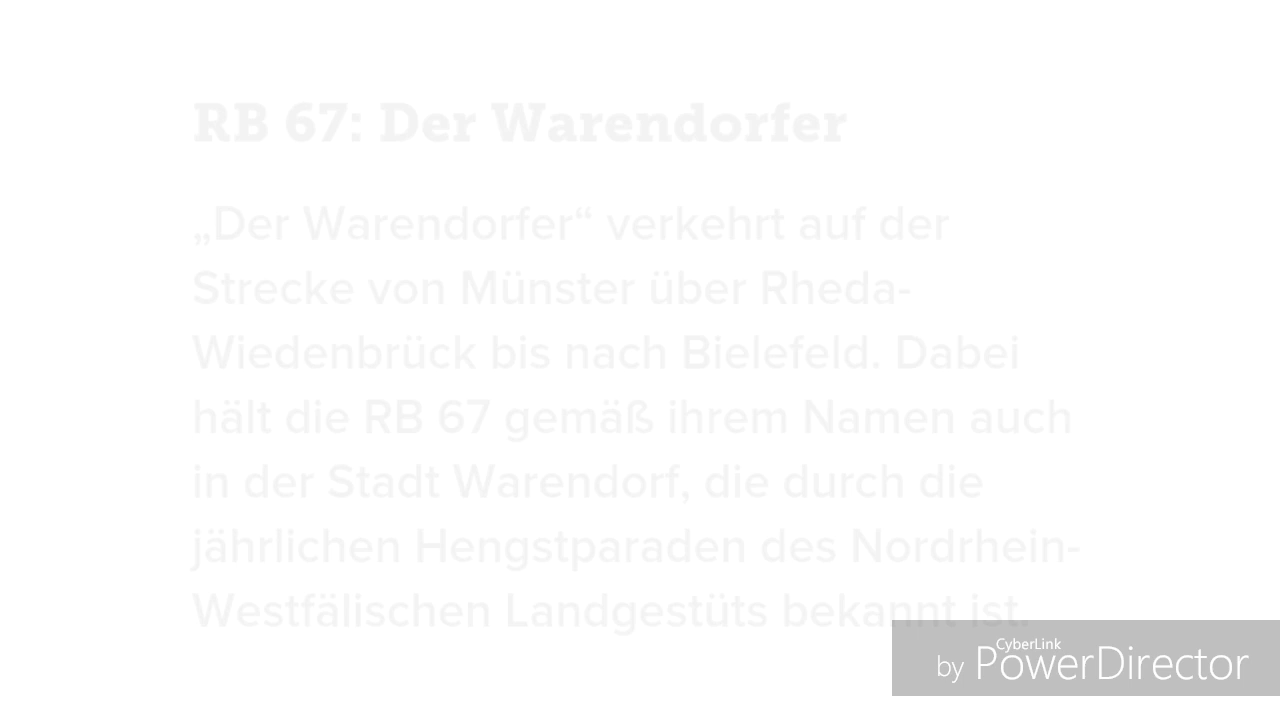 RB 67: Der Warendorfer
„Der Warendorfer“ verkehrt auf der
Strecke von Münster über Rheda-
Wiedenbrück bis nach Bielefeld. Dabei
hält die RB 67 gemäß ihrem Namen auch
in der Stadt Warendorf, die durch die
jährlichen Hengstparaden des Nordrhein-
Westfälischen Landgestüts bekannt ist.
CyberLink
by PowerDirector